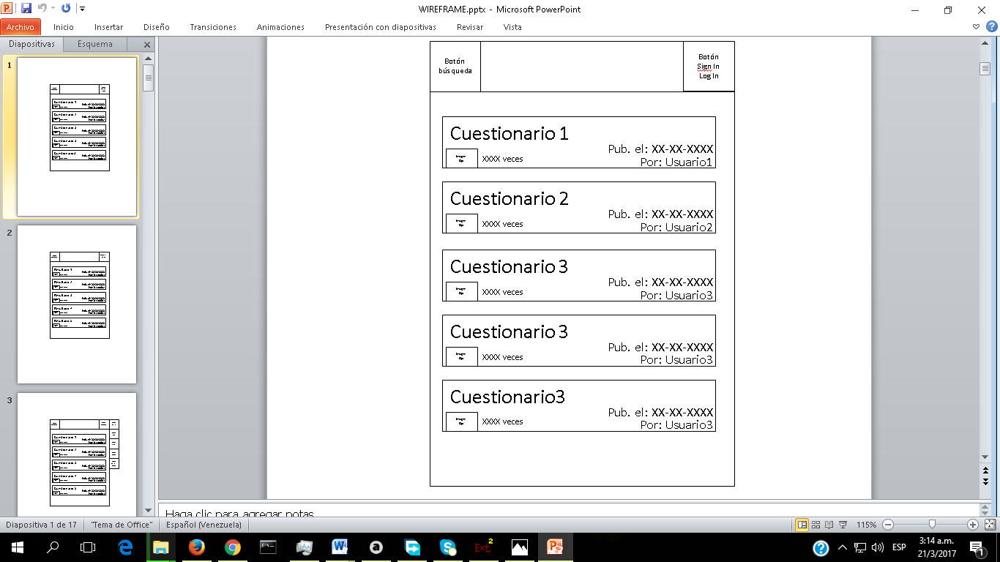 WIREFRAME.pptx - Microsoft PowerPoint
Archivo Inicio Insertar Diseño Transiciones Animaciones Presentación con diapositivas Revisar Vista
Diapositivas Esquema
1
2
3
Botón
búsqueda
Botón
Sign In
Log In
Cuestionario 1
Pub. el: XX-XX-XXXX
XXXX veces
Por: Usuario1
Cuestionario 2
Pub. el: XX-XX-XXXX
XXXX veces
Por: Usuario2
Cuestionario 3
Pub. el: XX-XX-XXXX
XXXX veces
Por: Usuario3
Cuestionario 3
Pub. el: XX-XX-XXXX
XXXX veces
Por: Usuario3
Cuestionario3
Pub. el: XX-XX-XXXX
XXXX veces
Por: Usuario3
Haga clic para agregar notas
Diapositiva 1 de 17 "Tema de Office" Español (Venezuela) 115%
ESP
3:14 a.m.
21/3/2017